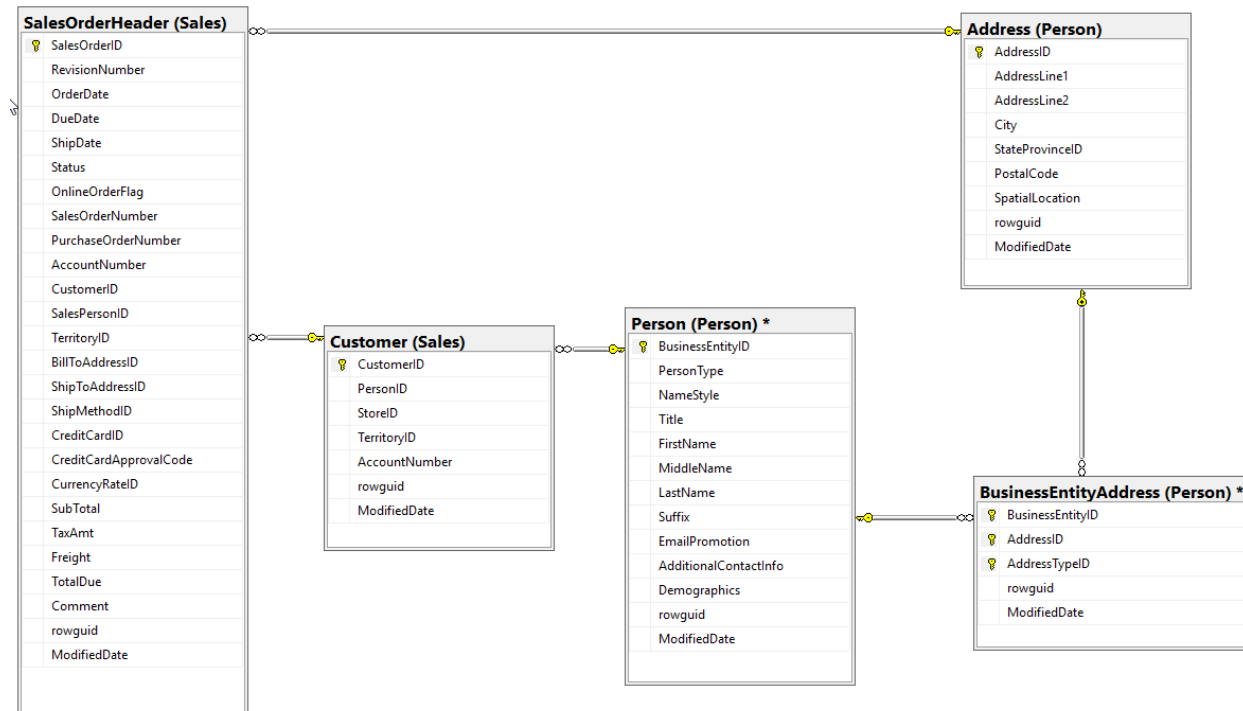 SalesOrderHeader (Sales)
SalesOrderID
RevisionNumber
OrderDate
DueDate
ShipDate
Status
OnlineOrderFlag
SalesOrderNumber
PurchaseOrderNumber
AccountNumber
CustomerID
SalesPersonID
TerritoryID
BillToAddressID
ShipToAddressID
ShipMethodID
CreditCardID
CreditCardApprovalCode
CurrencyRateID
SubTotal
TaxAmt
Freight
TotalDue
Comment
rowguid
ModifiedDate
Customer (Sales)
CustomerID
PersonID
StoreID
TerritoryID
AccountNumber
rowguid
ModifiedDate
Person (Person) *
BusinessEntityID
PersonType
NameStyle
Title
FirstName
MiddleName
LastName
Suffix
EmailPromotion
AdditionalContactInfo
Demographics
rowguid
ModifiedDate
Address (Person)
AddressID
AddressLine1
AddressLine2
City
StateProvinceID
PostalCode
SpatialLocation
rowguid
ModifiedDate
BusinessEntityAddress (Person) *
BusinessEntityID
AddressID
AddressTypeID
rowguid
ModifiedDate